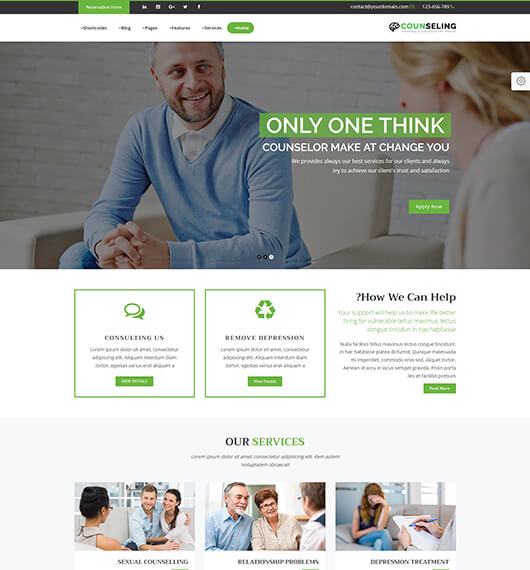 Reservation Form
contact@yourdomain.com
123-456-789
+Shortcodes +Blog +Pages +Features +Services +Home
COUNSELING
ONLY ONE THINK
COUNSELOR MAKE AT CHANGE YOU
We provides always our best services for our clients and always
.try to achieve our client's trust and satisfaction
Apply Now
?How We Can Help
Your support will help us to make life better
living for vulnerable tellus maximus lectus
congue tincidun in hac habitasse
Nulla facilisis tellus maximus lectus congue tincidunt.
In hac habitasse platea dictumst. Quisque malesuada
mi imperdiet, commodo eros sed, aliquet tortor.
Aenean id arcu in lacus semper gravida. Proin porta
.leo et facilisis pretium
Read More
CONSULTING US
Lorem ipsum dolor sit amet, consectetur
adipiscing elit. Aliquam interdum diam
.tortor, egestas varius erat aliquam a
VIEW DETAILS
REMOVE DEPRESSION
Lorem ipsum dolor sit amet, consectetur
adipiscing elit. Aliquam interdum diam
.tortor, egestas varius erat aliquam a
View Details
OUR SERVICES
Lorem ipsum dolor sit amet, consectetur adipisicing elit. Rem autem
!voluptatem obcaecati
SEXUAL COUNSELLING
RELATIONSHIP PROBLEMS
DEPRESSION TREATMENT